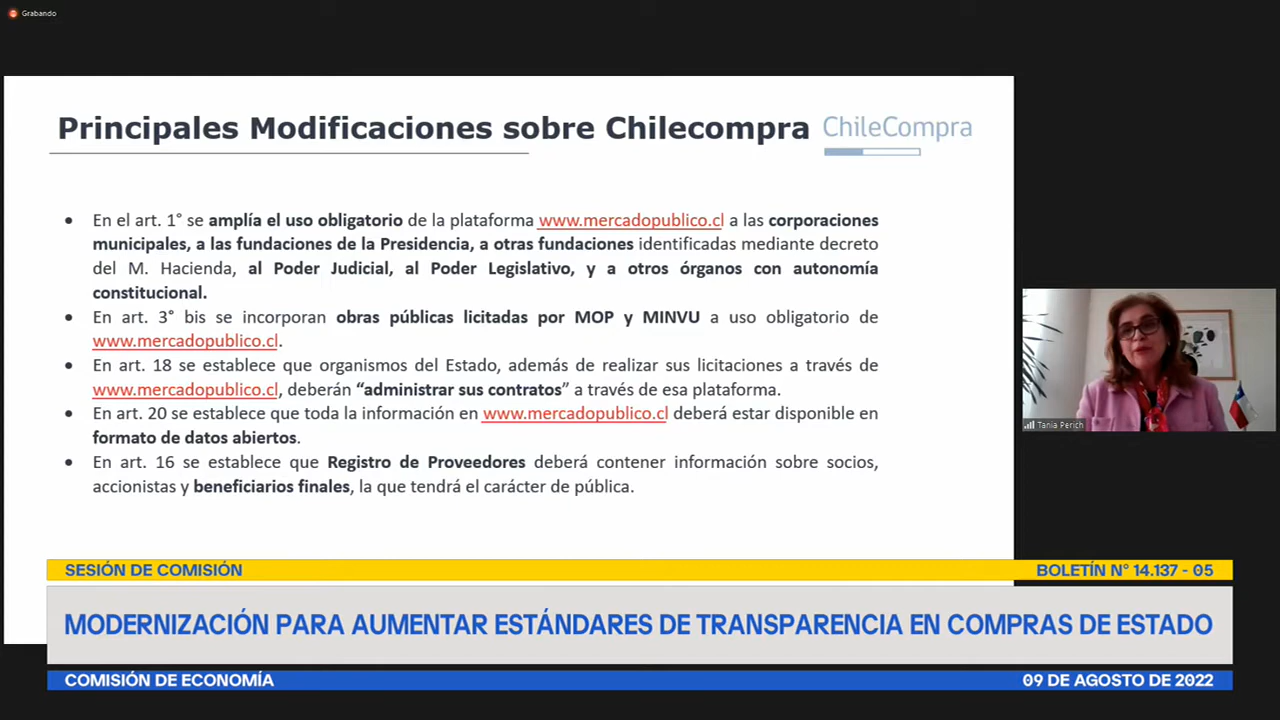 Grabando
Principales Modificaciones sobre Chilecompra
ChileCompra
• En el art. 1° se amplía el uso obligatorio de la plataforma www.mercadopublico.cl a las corporaciones
municipales, a las fundaciones de la Presidencia, a otras fundaciones identificadas mediante decreto
del M. Hacienda, al Poder Judicial, al Poder Legislativo, y a otros órganos con autonomía
constitucional.
• En art. 3° bis se incorporan obras públicas licitadas por MOP y MINVU a uso obligatorio de
www.mercadopublico.cl.
• En art. 18 se establece que organismos del Estado, además de realizar sus licitaciones a través de
www.mercadopublico.cl, deberán “administrar sus contratos” a través de esa plataforma.
• En art. 20 se establece que toda la información en www.mercadopublico.cl deberá estar disponible en
formato de datos abiertos.
• En art. 16 se establece que Registro de Proveedores deberá contener información sobre socios,
accionistas y beneficiarios finales, la que tendrá el carácter de pública.
Tania Perich
SESIÓN DE COMISIÓN
BOLETÍN N° 14.137 - 05
MODERNIZACIÓN PARA AUMENTAR ESTÁNDARES DE TRANSPARENCIA EN COMPRAS DE ESTADO
COMISIÓN DE ECONOMÍA
09 DE AGOSTO DE 2022